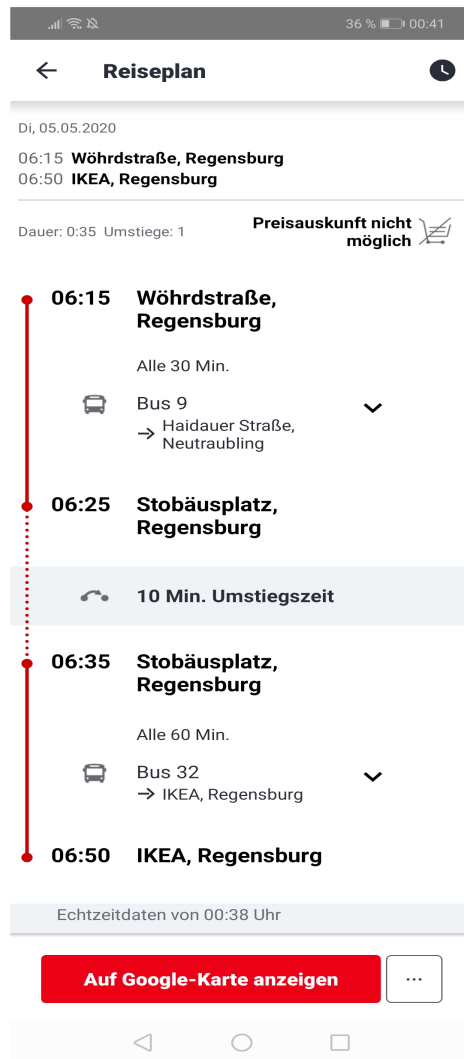 36 % 00:41
Reiseplan
Di, 05.05.2020
06:15 Wöhrdstraße, Regensburg
06:50 IKEA, Regensburg
Dauer: 0:35 Umstiege: 1
Preisauskunft nicht
möglich
06:15 Wöhrdstraße,
Regensburg
Alle 30 Min.
Bus 9
→ Haidauer Straße,
Neutraubling
06:25 Stobäusplatz,
Regensburg
10 Min. Umstiegszeit
06:35 Stobäusplatz,
Regensburg
Alle 60 Min.
Bus 32
→ IKEA, Regensburg
06:50 IKEA, Regensburg
Echtzeitdaten von 00:38 Uhr
Auf Google-Karte anzeigen
...